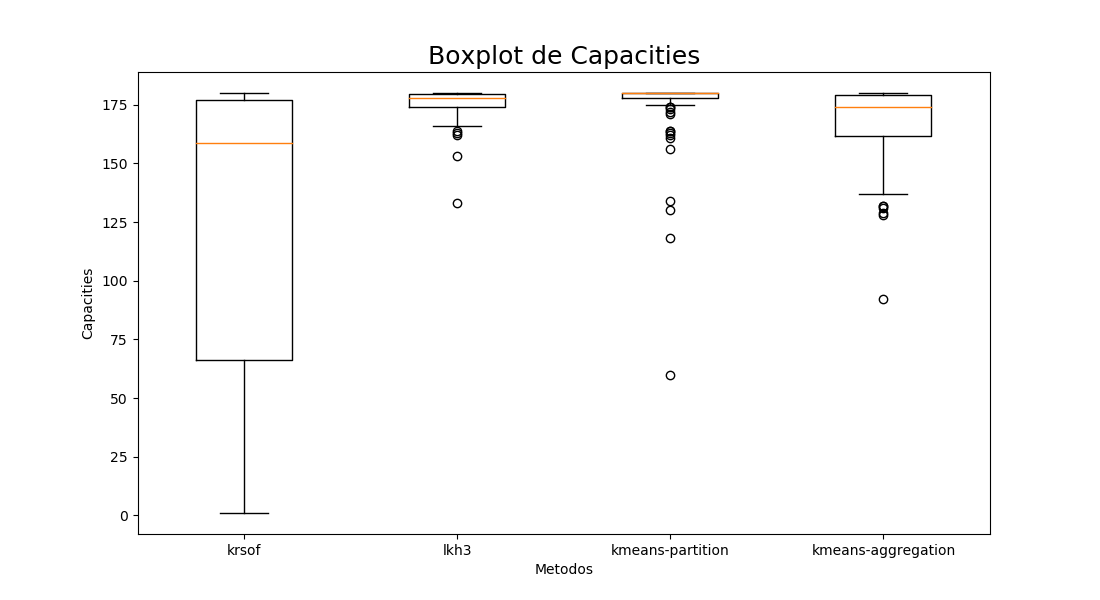 Boxplot de Capacities
Capacities
175
150
125
100
75
50
25
0
krsof lkh3 kmeans-partition kmeans-aggregation
Metodos